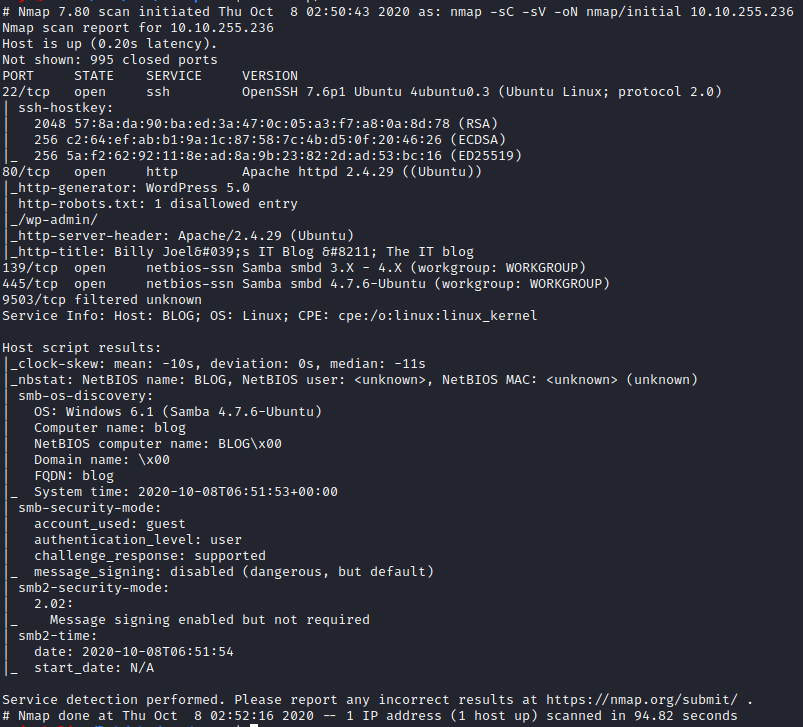 # Nmap 7.80 scan initiated Thu Oct  8 02:50:43 2020 as: nmap -sC -sV -oN nmap/initial 10.10.255.236
Nmap scan report for 10.10.255.236
Host is up (0.20s latency).
Not shown: 995 closed ports
PORT     STATE    SERVICE     VERSION
22/tcp   open     ssh         OpenSSH 7.6p1 Ubuntu 4ubuntu0.3 (Ubuntu Linux; protocol 2.0)
| ssh-hostkey:
|   2048 57:8a:da:90:ba:ed:3a:47:0c:05:a3:f7:a8:0a:8d:78 (RSA)
|   256 c2:64:ef:ab:b1:9a:1c:87:58:7c:4b:d5:0f:20:46:26 (ECDSA)
|_  256 5a:f2:62:92:11:8e:ad:8a:9b:23:82:2d:ad:53:bc:16 (ED25519)
80/tcp   open     http        Apache httpd 2.4.29 ((Ubuntu))
|_http-generator: WordPress 5.0
| http-robots.txt: 1 disallowed entry
|_/wp-admin/
|_http-server-header: Apache/2.4.29 (Ubuntu)
|_http-title: Billy Joel&#039;s IT Blog &#8211; The IT blog
139/tcp  open     netbios-ssn Samba smbd 3.X - 4.X (workgroup: WORKGROUP)
445/tcp  open     netbios-ssn Samba smbd 4.7.6-Ubuntu (workgroup: WORKGROUP)
9503/tcp filtered unknown
Service Info: Host: BLOG; OS: Linux; CPE: cpe:/o:linux:linux_kernel

Host script results:
|_clock-skew: mean: -10s, deviation: 0s, median: -11s
|_nbstat: NetBIOS name: BLOG, NetBIOS user: <unknown>, NetBIOS MAC: <unknown> (unknown)
| smb-os-discovery:
|   OS: Windows 6.1 (Samba 4.7.6-Ubuntu)
|   Computer name: blog
|   NetBIOS computer name: BLOG\x00
|   Domain name: \x00
|   FQDN: blog
|_  System time: 2020-10-08T06:51:53+00:00
| smb-security-mode:
|   account_used: guest
|   authentication_level: user
|   challenge_response: supported
|_  message_signing: disabled (dangerous, but default)
| smb2-security-mode:
|   2.02:
|_    Message signing enabled but not required
| smb2-time:
|   date: 2020-10-08T06:51:54
|_  start_date: N/A

Service detection performed. Please report any incorrect results at https://nmap.org/submit/ .
# Nmap done at Thu Oct  8 02:52:16 2020 -- 1 IP address (1 host up) scanned in 94.82 seconds